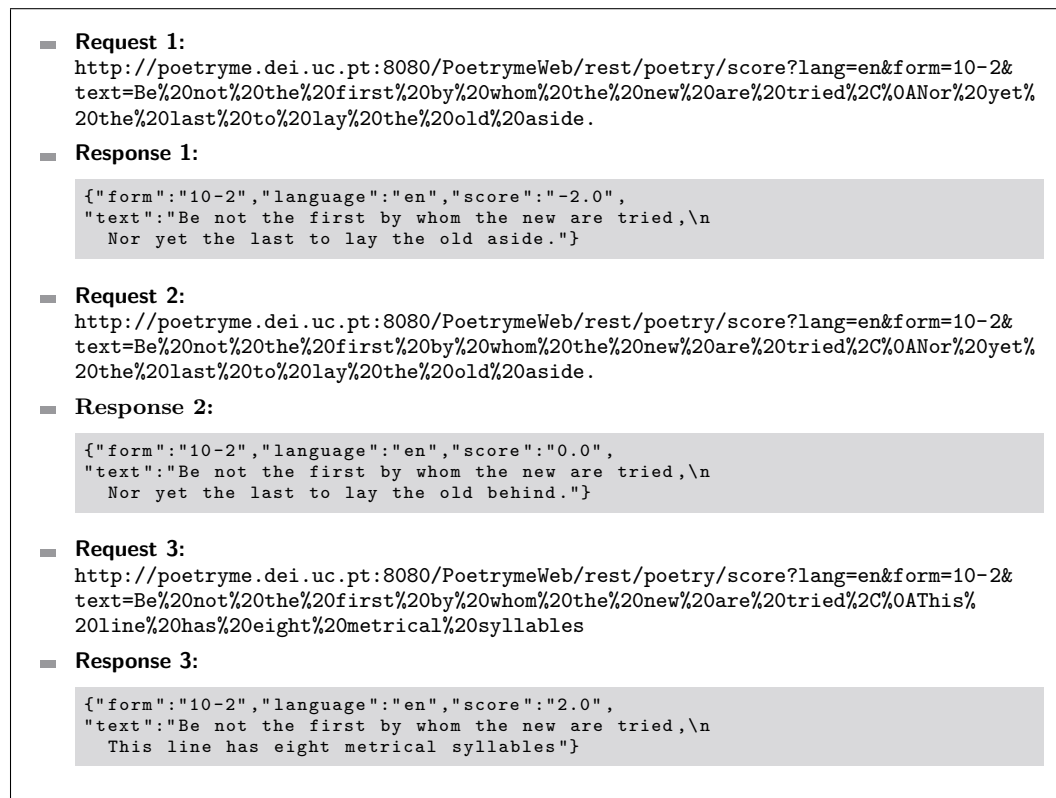 Request 1:
http://poetryme.dei.uc.pt:8080/PoetrymeWeb/rest/poetry/score?lang=en&form=10-2&
text=Be%20not%20the%20first%20by%20whom%20the%20new%20are%20tried%2C%0ANor%20yet%
20the%20last%20to%20lay%20the%20old%20aside.
Response 1:
{"form":"10-2","language":"en","score":"-2.0",
"text":"Be not the first by whom the new are tried,\n
Nor yet the last to lay the old aside."}
Request 2:
http://poetryme.dei.uc.pt:8080/PoetrymeWeb/rest/poetry/score?lang=en&form=10-2&
text=Be%20not%20the%20first%20by%20whom%20the%20new%20are%20tried%2C%0ANor%20yet%
20the%20last%20to%20lay%20the%20old%20aside.
Response 2:
{"form":"10-2","language":"en","score":"0.0",
"text":"Be not the first by whom the new are tried,\n
Nor yet the last to lay the old behind."}
Request 3:
http://poetryme.dei.uc.pt:8080/PoetrymeWeb/rest/poetry/score?lang=en&form=10-2&
text=Be%20not%20the%20first%20by%20whom%20the%20new%20are%20tried%2C%0AThis%
20line%20has%20eight%20metrical%20syllables
Response 3:
{"form":"10-2","language":"en","score":"2.0",
"text":"Be not the first by whom the new are tried,\n
This line has eight metrical syllables"}